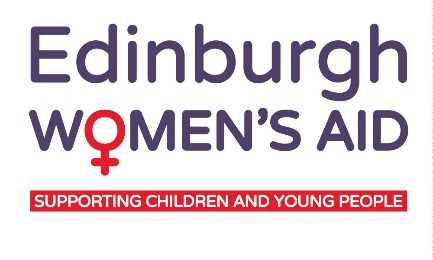 Edinburgh
WOMEN'S AID
SUPPORTING CHILDREN AND YOUNG PEOPLE